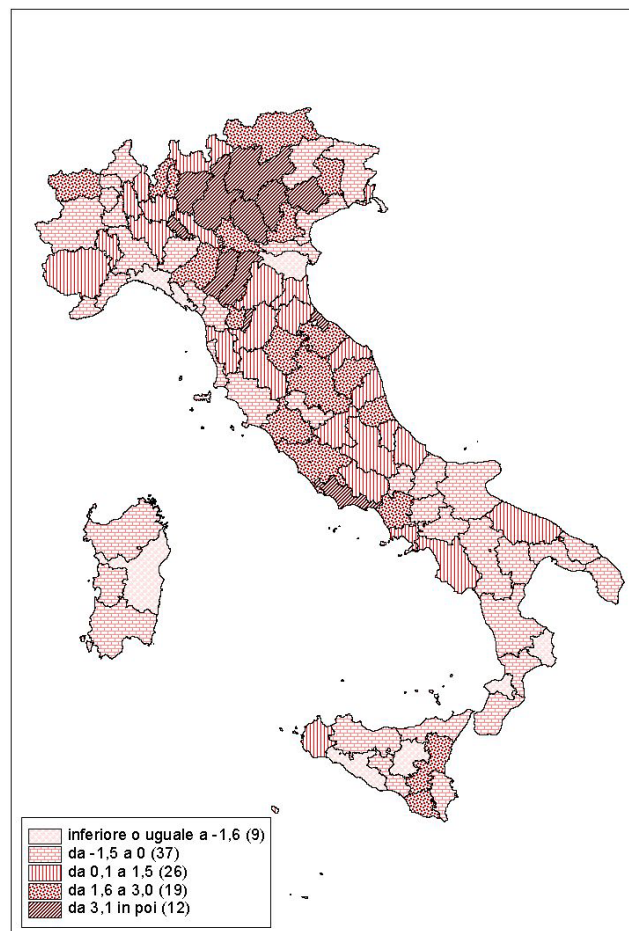 inferiore o uguale a -1,6 (9)
da -1,5 a 0 (37)
da 0,1 a 1,5 (26)
da 1,6 a 3,0 (19)
da 3,1 in poi (12)